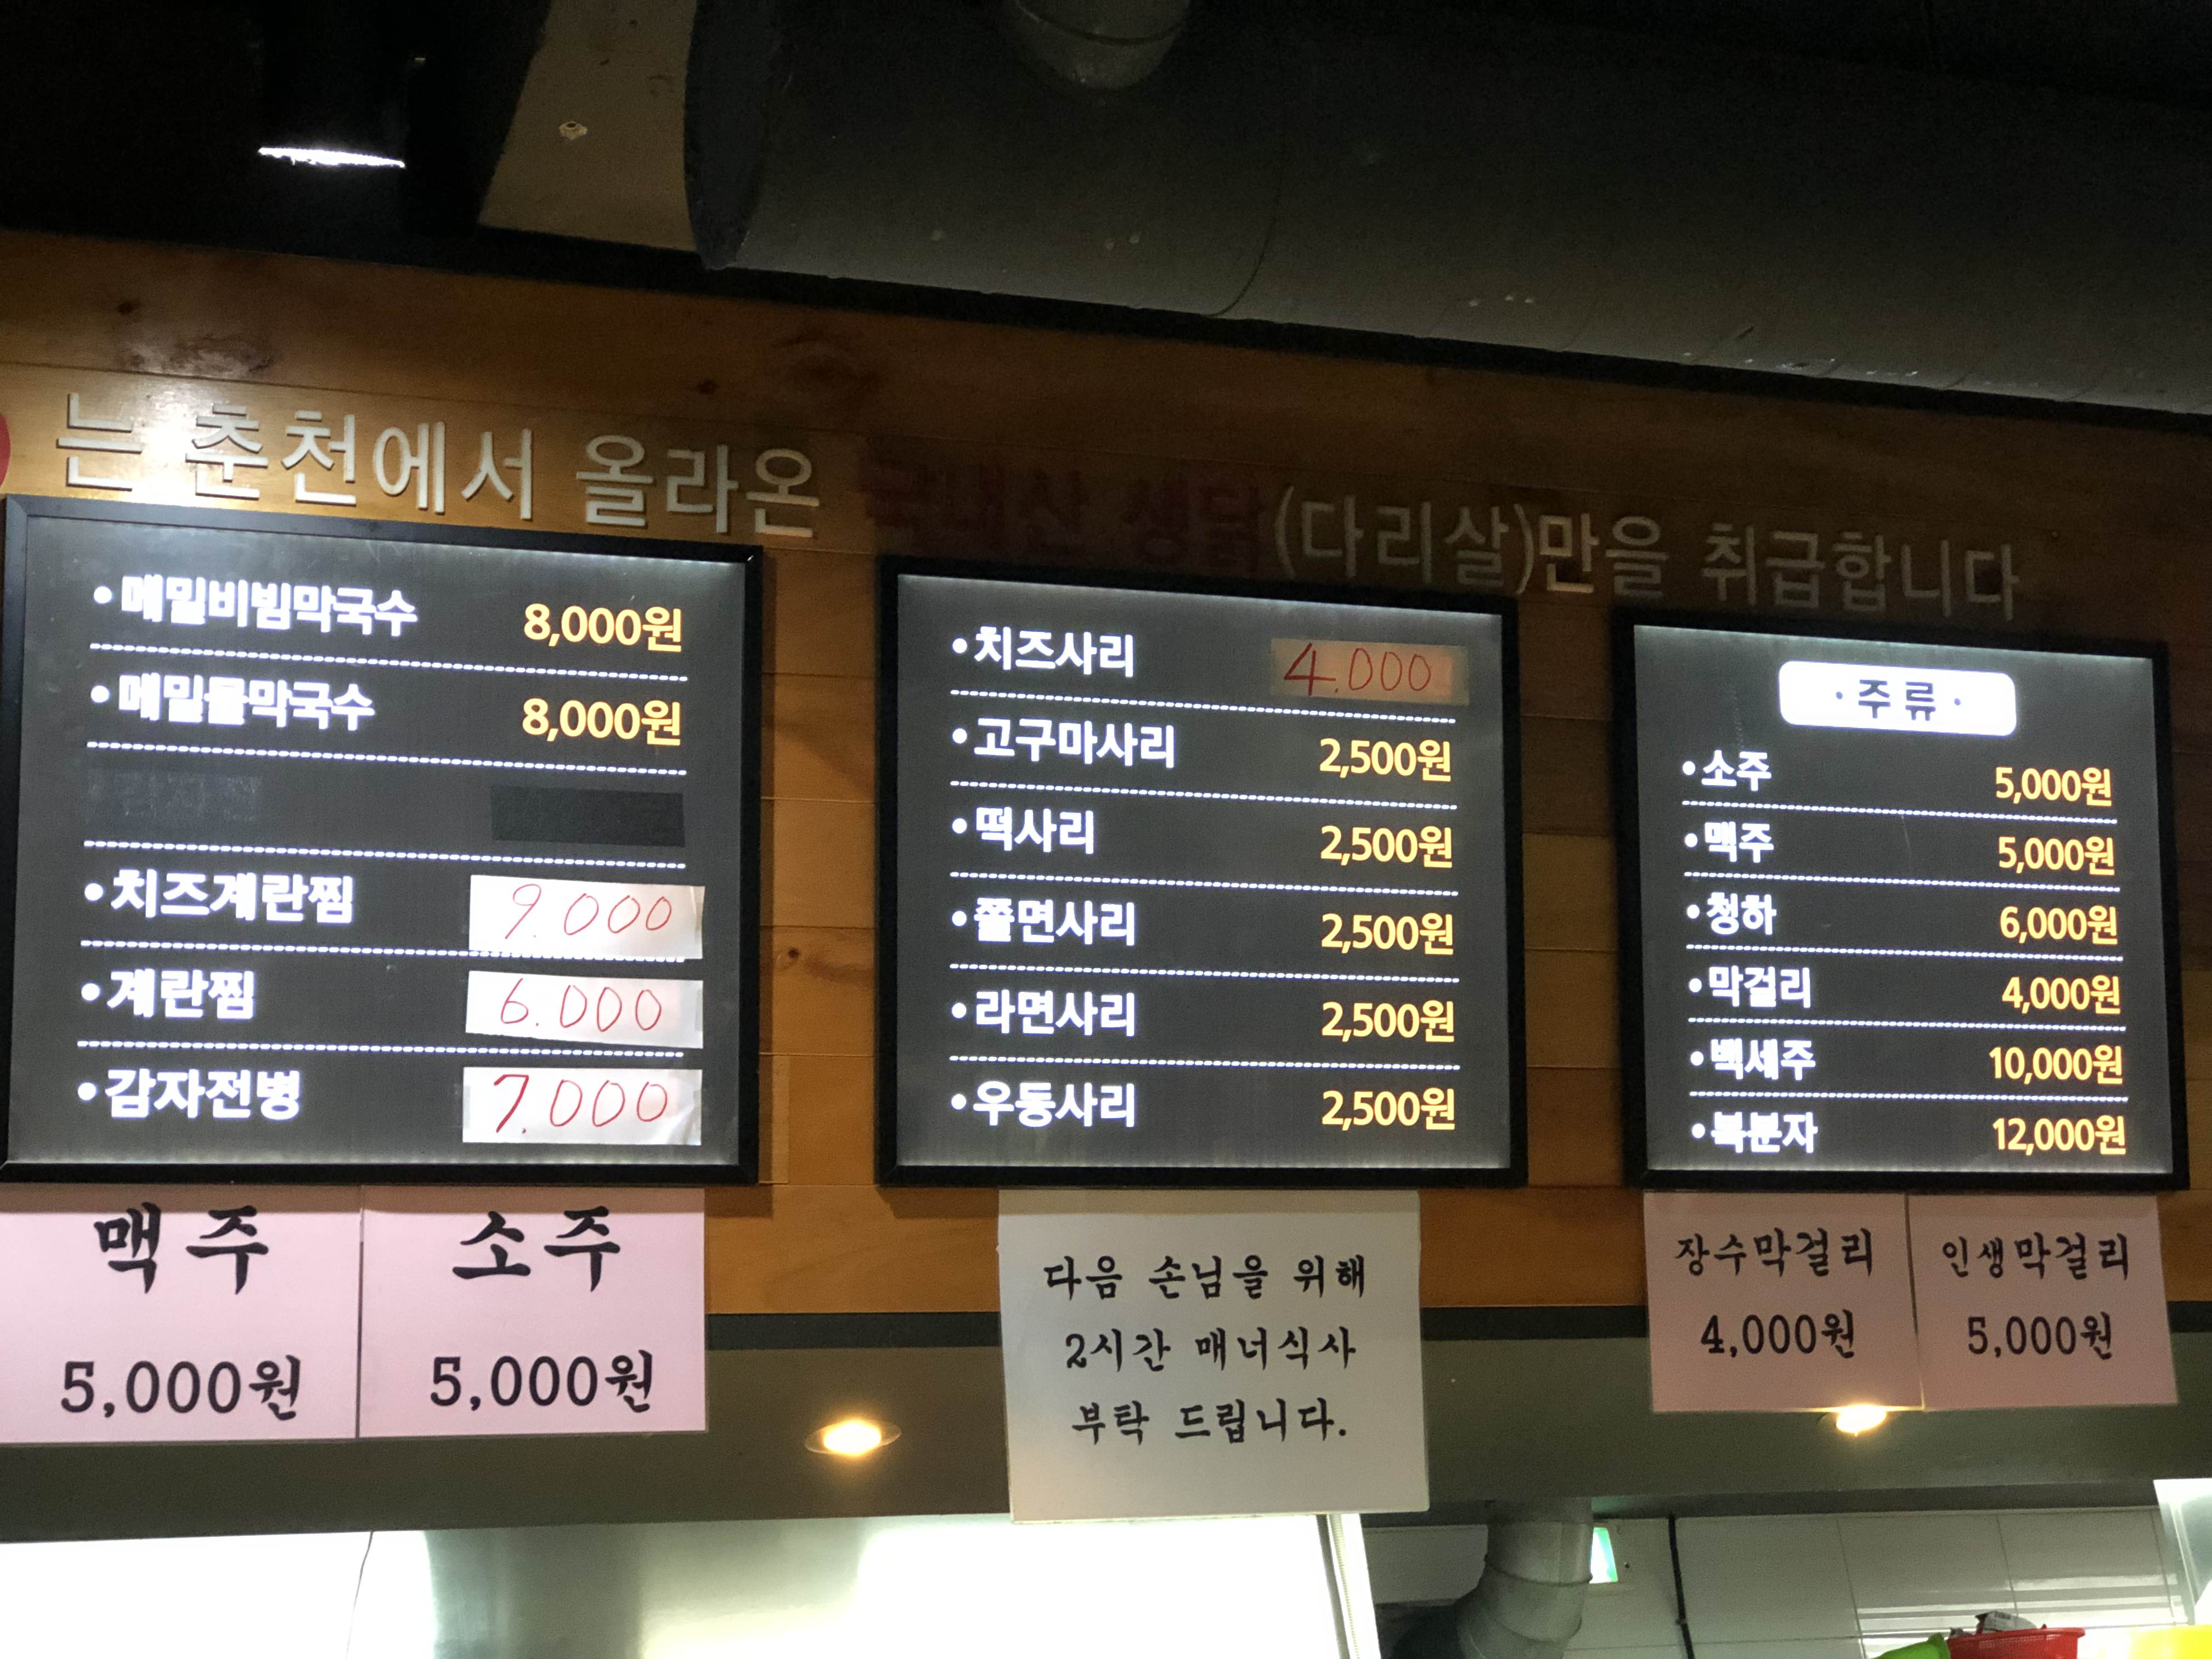 는 춘천에서 올라온 국내산 생닭(다리살)만을 취급합니다
• 메밀비빔막국수 8,000원
• 메밀물막국수 8,000원
• 치즈계란찜 9.000
• 계란찜 6.000
• 감자전병 7.000
• 치즈사리 4.000
• 고구마사리 2,500원
• 떡사리 2,500원
• 쫄면사리 2,500원
• 라면사리 2,500원
• 우동사리 2,500원
· 주류 ·
• 소주 5,000원
• 맥주 5,000원
• 청하 6,000원
• 막걸리 4,000원
• 백세주 10,000원
• 복분자 12,000원
맥주
5,000원
소주
5,000원
다음 손님을 위해
2시간 매너식사
부탁 드립니다.
장수막걸리
4,000원
인생막걸리
5,000원